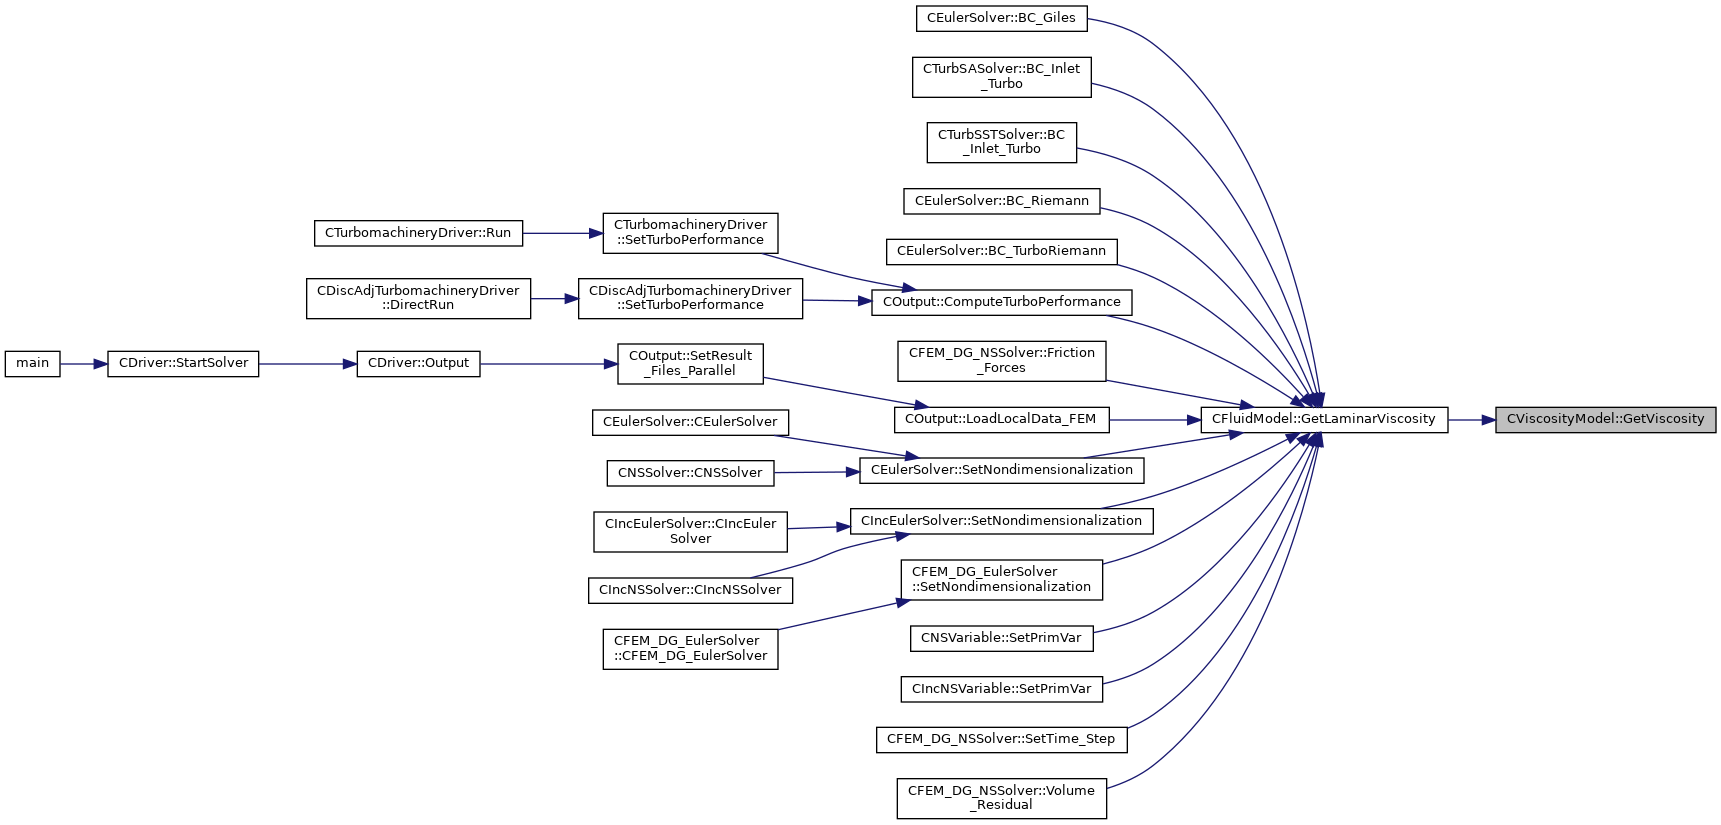 CEulerSolver::BC_Giles
CTurbSASolver::BC_Inlet
_Turbo
CTurbSSTSolver::BC
_Inlet_Turbo
CEulerSolver::BC_Riemann
CTurbomachineryDriver::Run
CTurbomachineryDriver
::SetTurboPerformance
CEulerSolver::BC_TurboRiemann
CDiscAdjTurbomachineryDriver
::DirectRun
CDiscAdjTurbomachineryDriver
::SetTurboPerformance
COutput::ComputeTurboPerformance
main
CDriver::StartSolver
CDriver::Output
COutput::SetResult
_Files_Parallel
CFEM_DG_NSSolver::Friction
_Forces
CEulerSolver::CEulerSolver
COutput::LoadLocalData_FEM
CFluidModel::GetLaminarViscosity
CViscosityModel::GetViscosity
CNSSolver::CNSSolver
CEulerSolver::SetNondimensionalization
CIncEulerSolver::CIncEuler
Solver
CIncEulerSolver::SetNondimensionalization
CIncNSSolver::CIncNSSolver
CFEM_DG_EulerSolver
::SetNondimensionalization
CFEM_DG_EulerSolver
::CFEM_DG_EulerSolver
CNSVariable::SetPrimVar
CIncNSVariable::SetPrimVar
CFEM_DG_NSSolver::SetTime_Step
CFEM_DG_NSSolver::Volume
_Residual